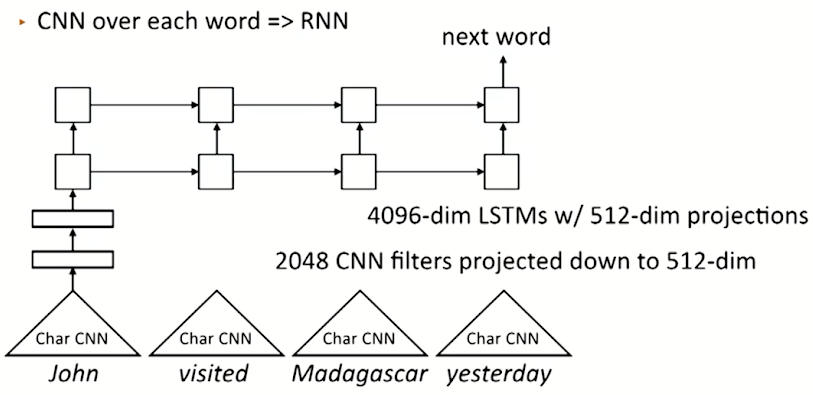 ▸ CNN over each word => RNN
next word
4096-dim LSTMs w/ 512-dim projections
2048 CNN filters projected down to 512-dim
Char CNN Char CNN Char CNN Char CNN
John visited Madagascar yesterday